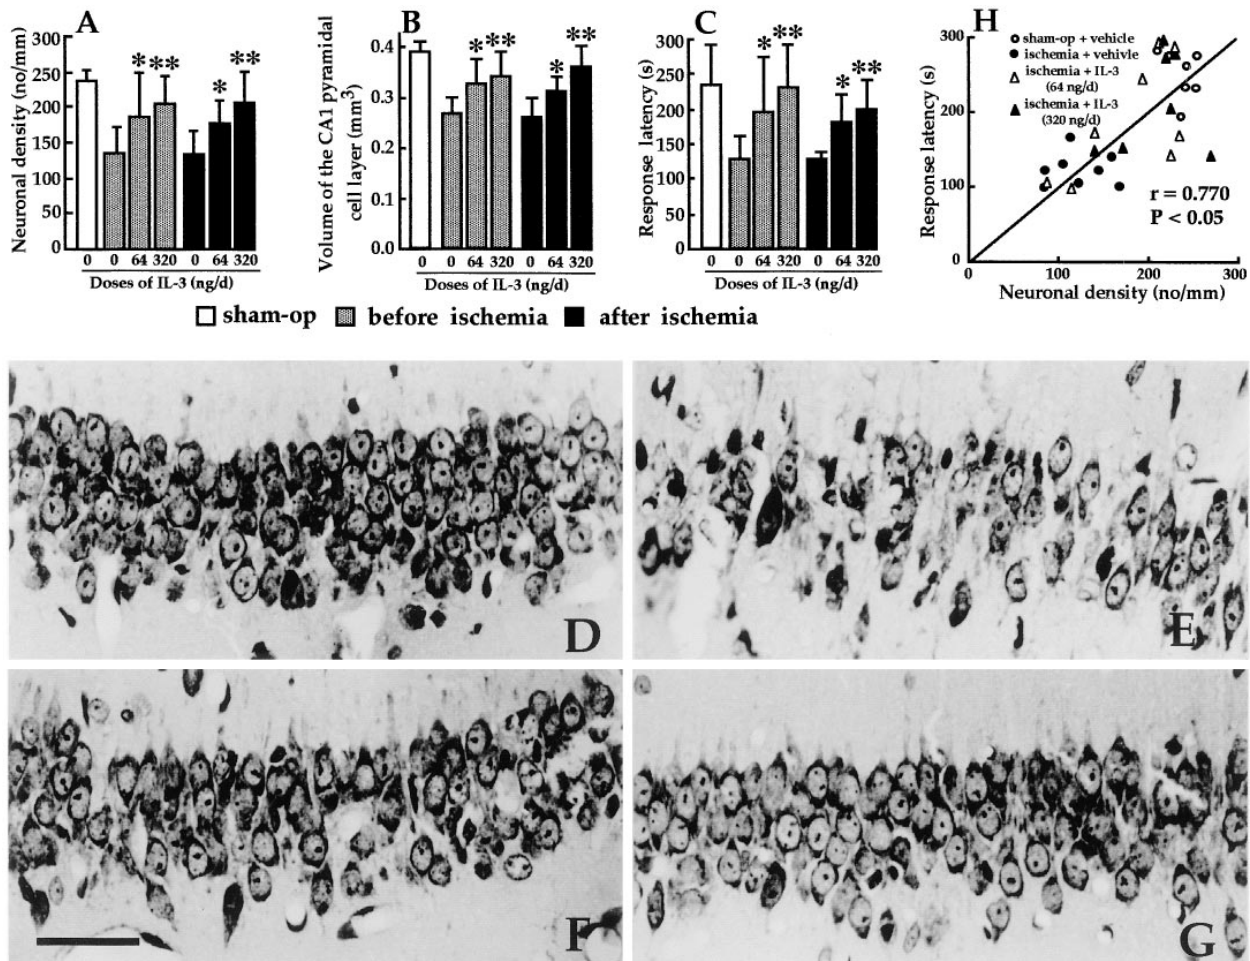 A
Neuronal density (no/mm)
300
250
200
150
100
50
0
* ** * **
0 0 64 320 0 64 320
Doses of IL-3 (ng/d)
B
Volume of the CA1 pyramidal
cell layer (mm3)
0.4
0.3
0.2
0.1
0.0
* ** * **
0 0 64 320 0 64 320
Doses of IL-3 (ng/d)
C
Response latency (s)
300
250
200
150
100
50
0
* ** * **
0 0 64 320 0 64 320
Doses of IL-3 (ng/d)
H
Response latency (s)
300
200
100
0
sham-op + vehicle
ischemia + vehivle
ischemia + IL-3
(64 ng/d)
ischemia + IL-3
(320 ng/d)
r = 0.770
P < 0.05
0 100 200 300
Neuronal density (no/mm)
sham-op before ischemia after ischemia
D
E
F
G